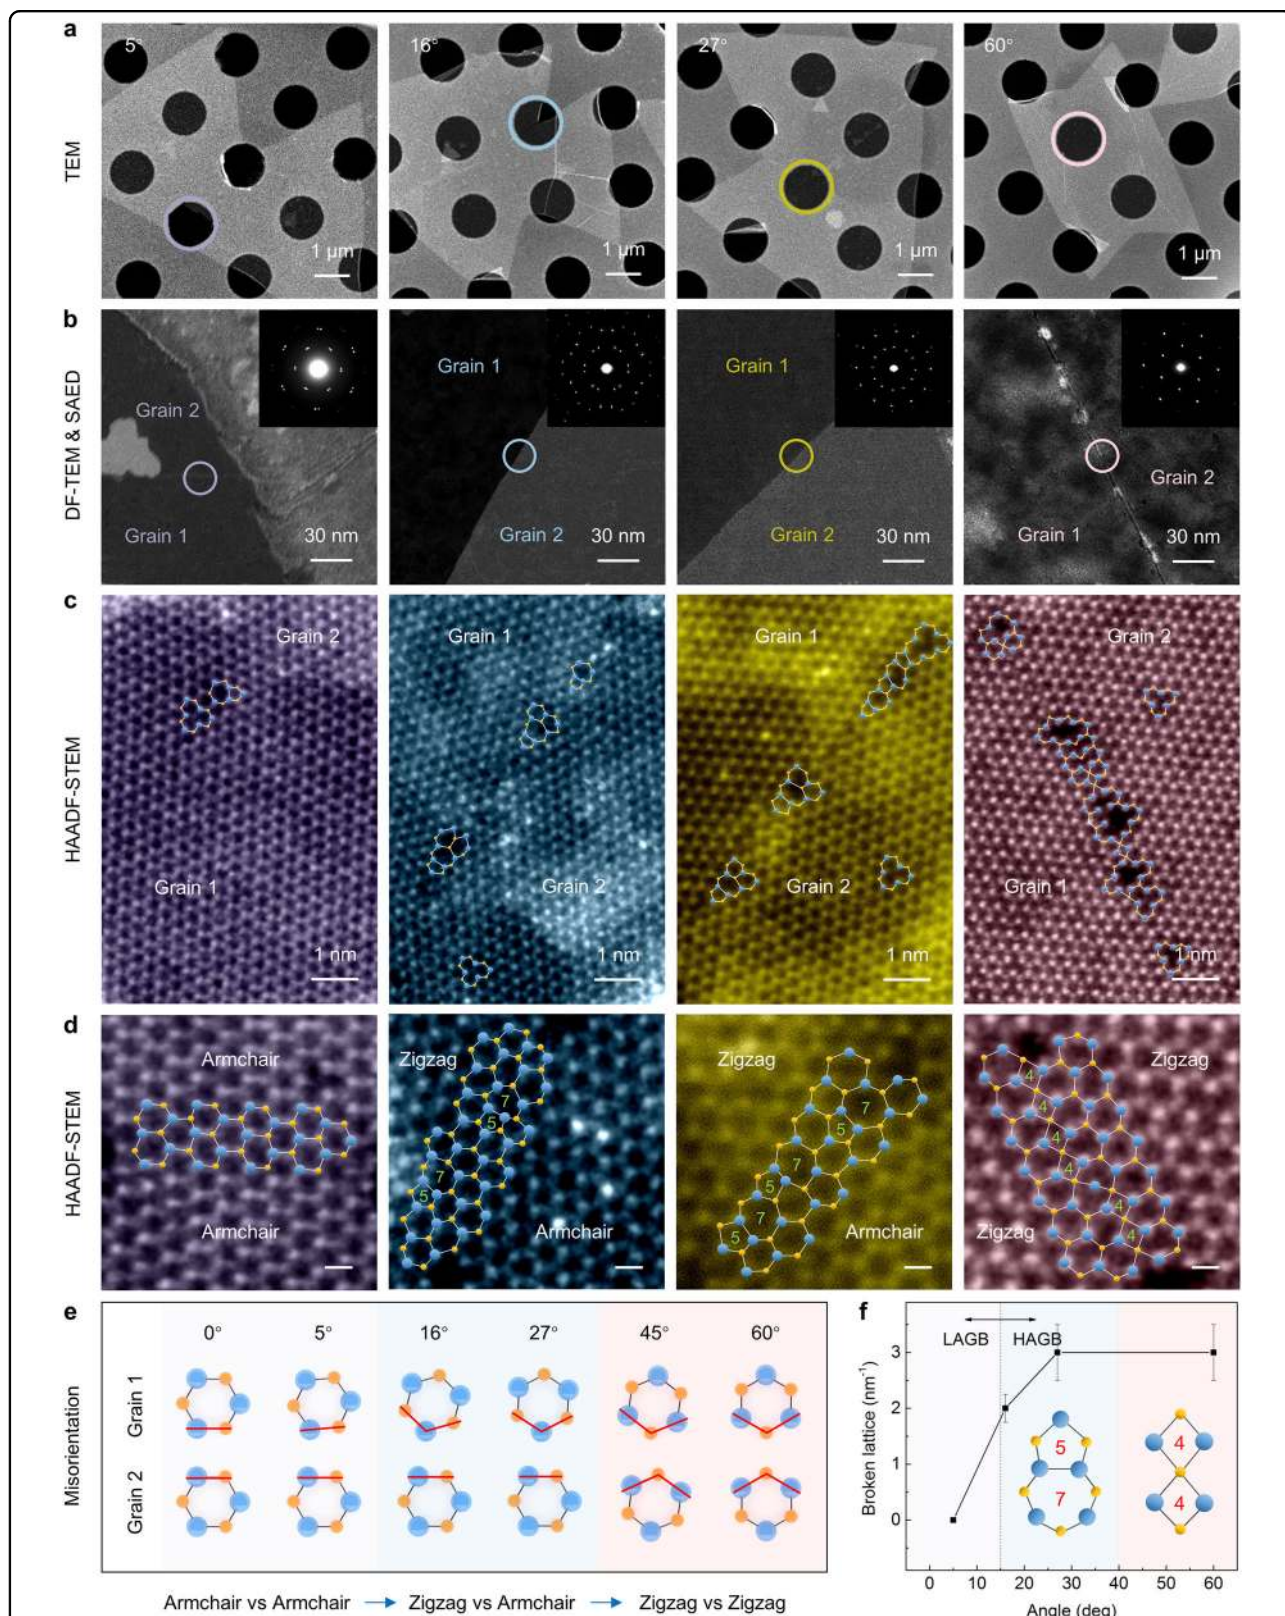 a
TEM
5°
16°
27°
60°
1 µm
1 µm
1 µm
1 µm
b
DF-TEM & SAED
Grain 2
Grain 1
30 nm
Grain 1
Grain 2
30 nm
Grain 1
Grain 2
30 nm
Grain 2
Grain 1
30 nm
c
HAADF-STEM
Grain 2
Grain 1
1 nm
Grain 1
Grain 2
1 nm
Grain 1
Grain 2
1 nm
Grain 2
Grain 1
1 nm
d
HAADF-STEM
Armchair
Armchair
Zigzag
7
5
7
5
Armchair
Zigzag
7
5
7
5
7
5
Armchair
Zigzag
4
4
4
4
4
4
Zigzag
e
Misorientation
0° 5° 16° 27° 45° 60°
Grain 1
Grain 2
Armchair vs Armchair → Zigzag vs Armchair → Zigzag vs Zigzag
f
LAGB HAGB
Broken lattice (nm⁻¹)
3
2
1
0
5
7
4
4
0 10 20 30 40 50 60
Angle (deg)